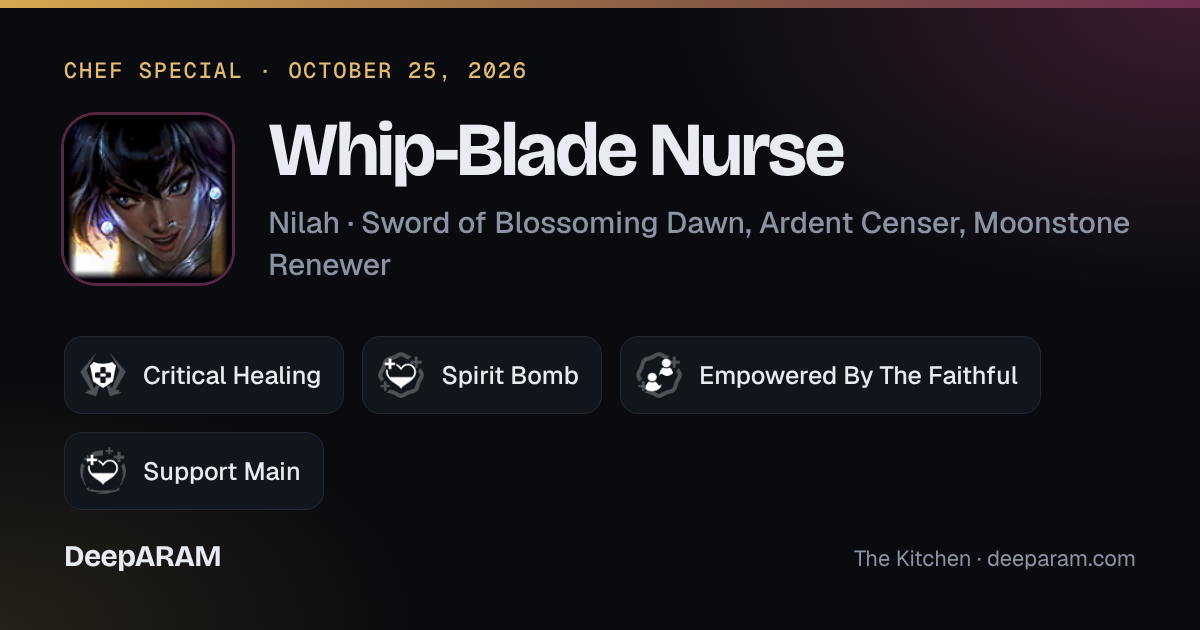 CHEF SPECIAL · OCTOBER 25, 2026
Whip-Blade Nurse
Nilah · Sword of Blossoming Dawn, Ardent Censer, Moonstone
Renewer
Critical Healing
Spirit Bomb
Empowered By The Faithful
Support Main
DeepARAM
The Kitchen · deeparam.com